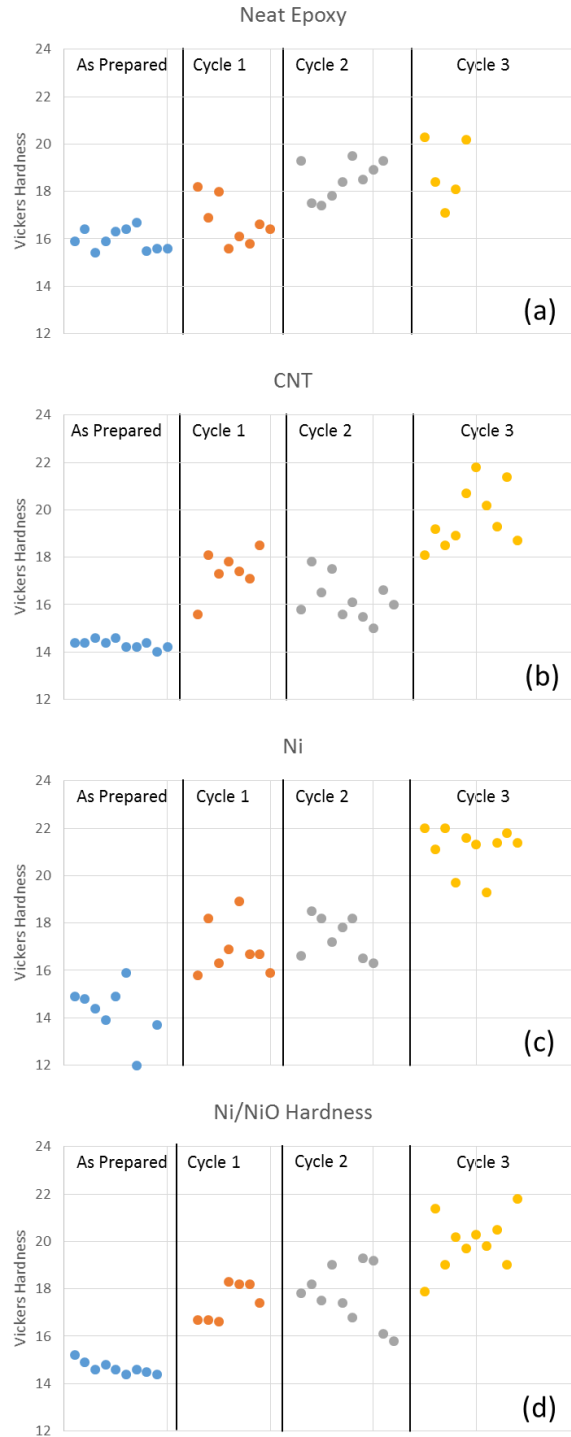 Neat Epoxy
As Prepared Cycle 1 Cycle 2 Cycle 3
Vickers Hardness
24
22
20
18
16
14
12
(a)
CNT
As Prepared Cycle 1 Cycle 2 Cycle 3
Vickers Hardness
24
22
20
18
16
14
12
(b)
Ni
As Prepared Cycle 1 Cycle 2 Cycle 3
Vickers Hardness
24
22
20
18
16
14
12
(c)
Ni/NiO Hardness
As Prepared Cycle 1 Cycle 2 Cycle 3
Vickers Hardness
24
22
20
18
16
14
12
(d)